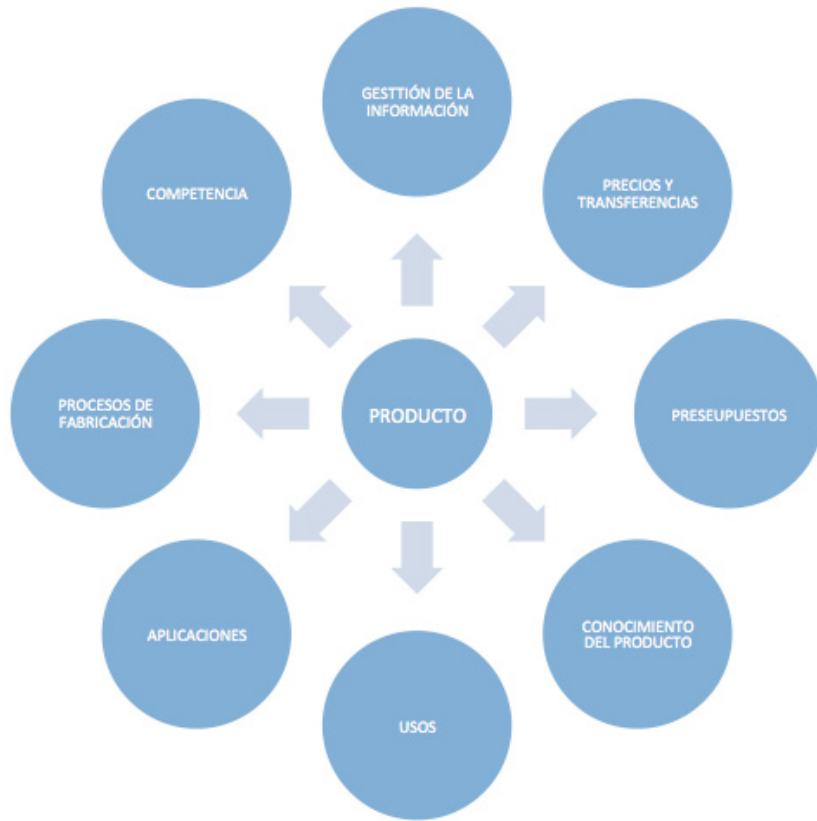 GESTTIÓN DE LA
INFORMACIÓN
PRECIOS Y
TRANSFERENCIAS
PRESEUPUESTOS
CONOCIMIENTO
DEL PRODUCTO
USOS
APLICACIONES
PROCESOS DE
FABRICACIÓN
COMPETENCIA
PRODUCTO